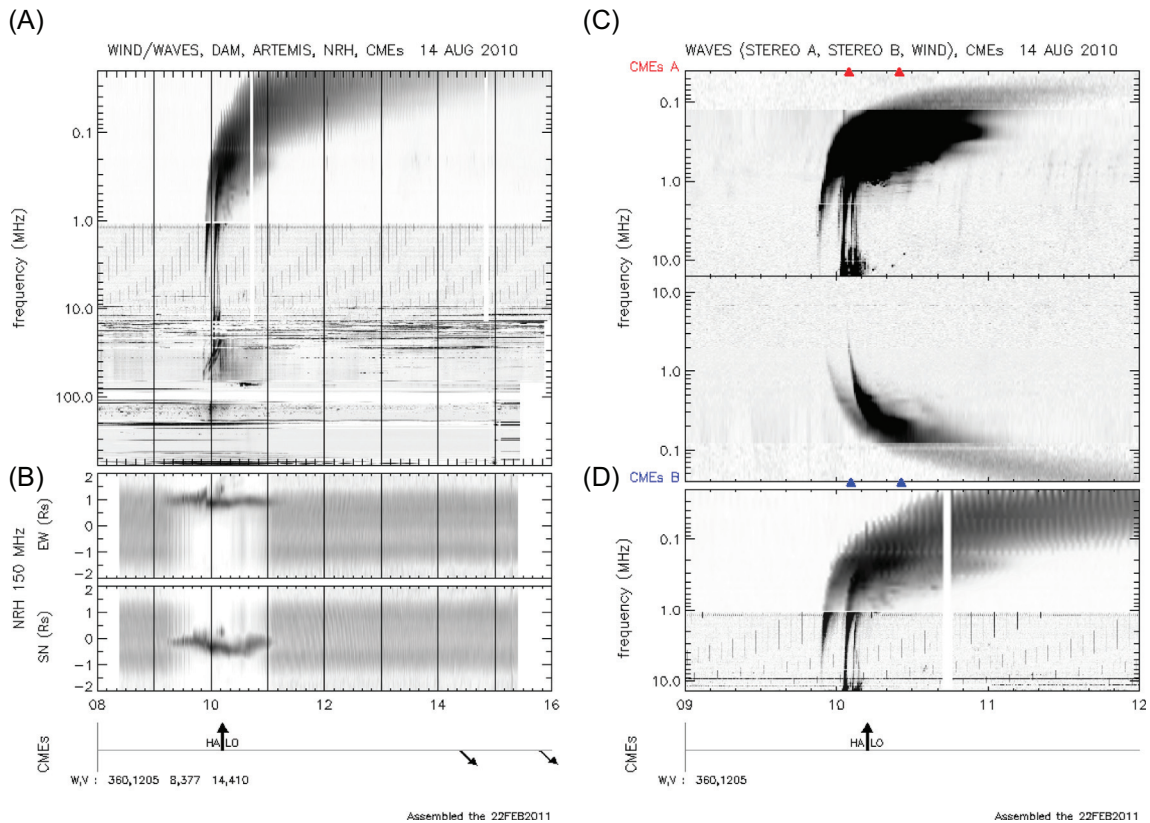 (A)
WIND/WAVES, DAM, ARTEMIS, NRH, CMEs 14 AUG 2010
0.1
1.0
10.0
100.0
frequency (MHz)
(B)
2
1
0
-1
-2
EW (Rs)
2
1
0
-1
-2
SN (Rs)
NRH 150 MHz
08 09 10 11 12 13 14 15 16
CMEs
HALO
W,V : 360,1205 8,377 14,410
Assembled the 22FEB2011
(C)
WAVES (STEREO A, STEREO B, WIND), CMEs 14 AUG 2010
CMEs A
0.1
1.0
10.0
10.0
1.0
0.1
frequency (MHz)
CMEs B
(D)
0.1
1.0
10.0
frequency (MHz)
09 10 11 12
CMEs
HALO
W,V : 360,1205
Assembled the 22FEB2011